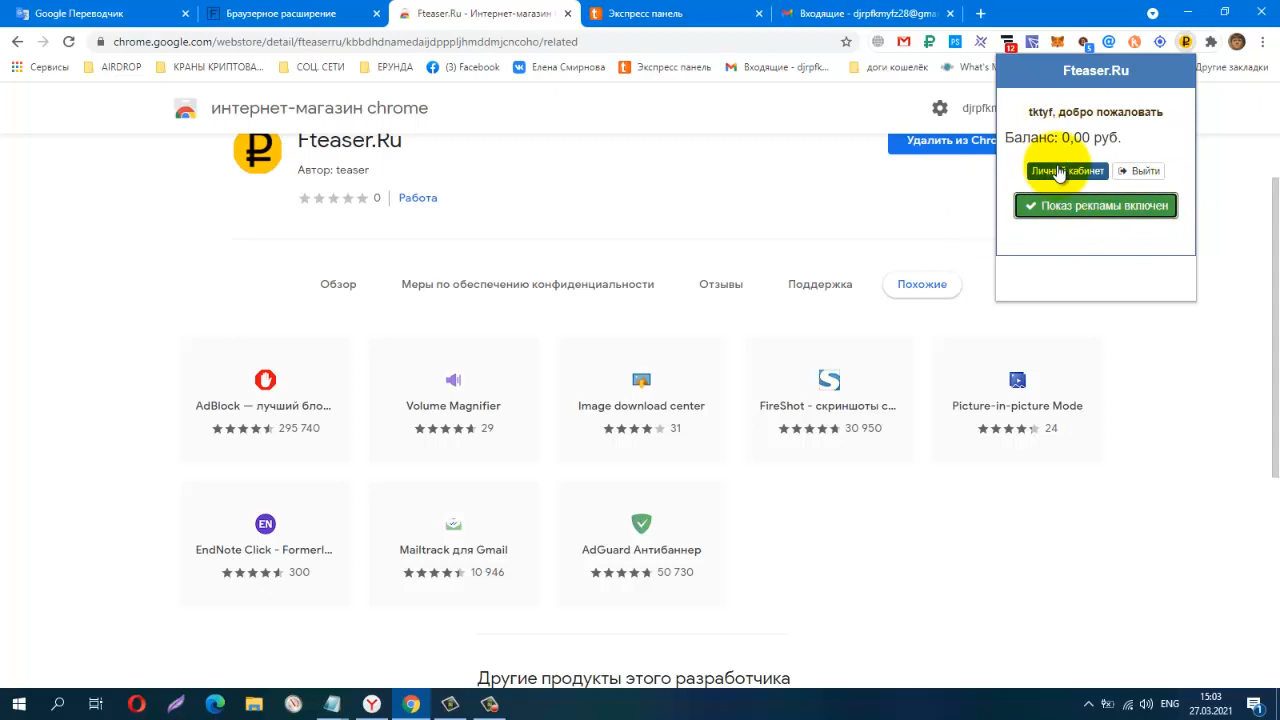 Google Переводчик
Браузерное расширение
Fteaser.Ru - Интернет-магазин
Экспресс панель
Входящие - djrpfkmyfz28@gma
chrome.google.com/webstore/detail/fteaserru/kbbdhdnamedaijdpppljhmdlmjcncoho/related
12
5
Сервисы
AIRDROP
КРАНЫ КРИПТОВА...
СОЦ. СЕТИ
ЕРУНДА
(3) Facebook
Елена Смирнова
Экспресс панель
Входящие - djrpfk...
доги кошелёк
What's M
Другие закладки
Fteaser.Ru
интернет-магазин chrome
djrpfkm
tktyf, добро пожаловать
Баланс: 0,00 руб.
Личный кабинет
Выйти
Показ рекламы включен
Fteaser.Ru
Удалить из Chro
Автор: teaser
0
Работа
Обзор
Меры по обеспечению конфиденциальности
Отзывы
Поддержка
Похожие
AdBlock — лучший бло...
295 740
Volume Magnifier
29
Image download center
31
FireShot - скриншоты с...
30 950
Picture-in-picture Mode
24
EN
EndNote Click - Formerl...
300
Mailtrack для Gmail
10 946
AdGuard Антибаннер
50 730
Другие продукты этого разработчика
ENG
15:03
27.03.2021
1